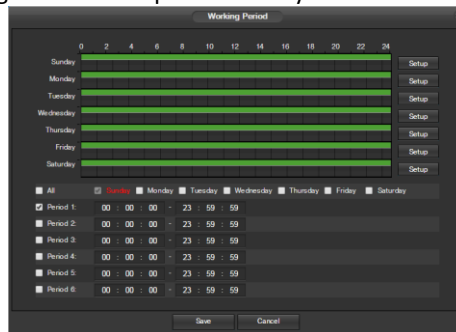 Working Period
0 2 4 6 8 10 12 14 16 18 20 22 24
Sunday Setup
Monday Setup
Tuesday Setup
Wednesday Setup
Thursday Setup
Friday Setup
Saturday Setup
All Sunday Monday Tuesday Wednesday Thursday Friday Saturday
Period 1: 00 : 00 : 00 - 23 : 59 : 59
Period 2: 00 : 00 : 00 - 23 : 59 : 59
Period 3: 00 : 00 : 00 - 23 : 59 : 59
Period 4: 00 : 00 : 00 - 23 : 59 : 59
Period 5: 00 : 00 : 00 - 23 : 59 : 59
Period 6: 00 : 00 : 00 - 23 : 59 : 59
Save Cancel